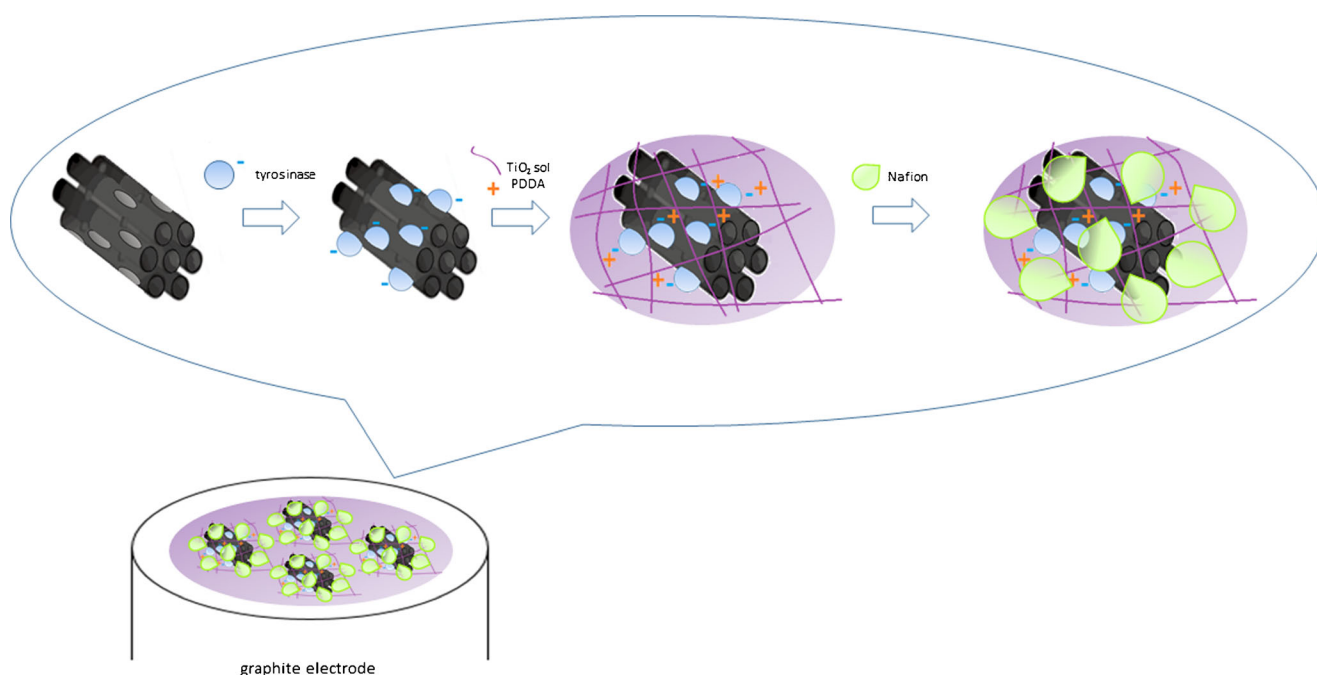 tyrosinase
TiO₂ sol
PDDA
Nafion
graphite electrode